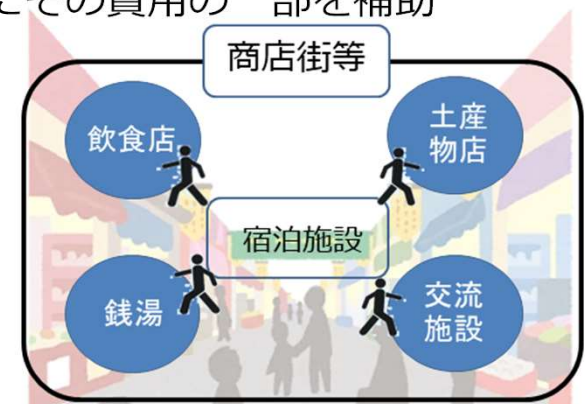 その費用の一部を補助
商店街等
飲食店
土産
物店
宿泊施設
銭湯
交流
施設